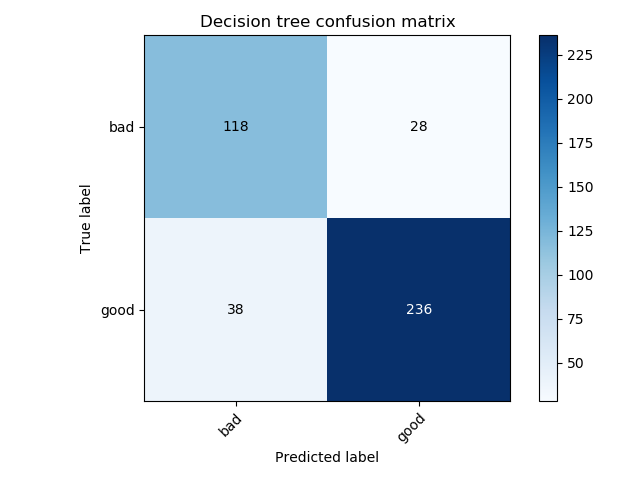 Decision tree confusion matrix
True label
bad
118
28
good
38
236
bad
good
Predicted label
225
200
175
150
125
100
75
50